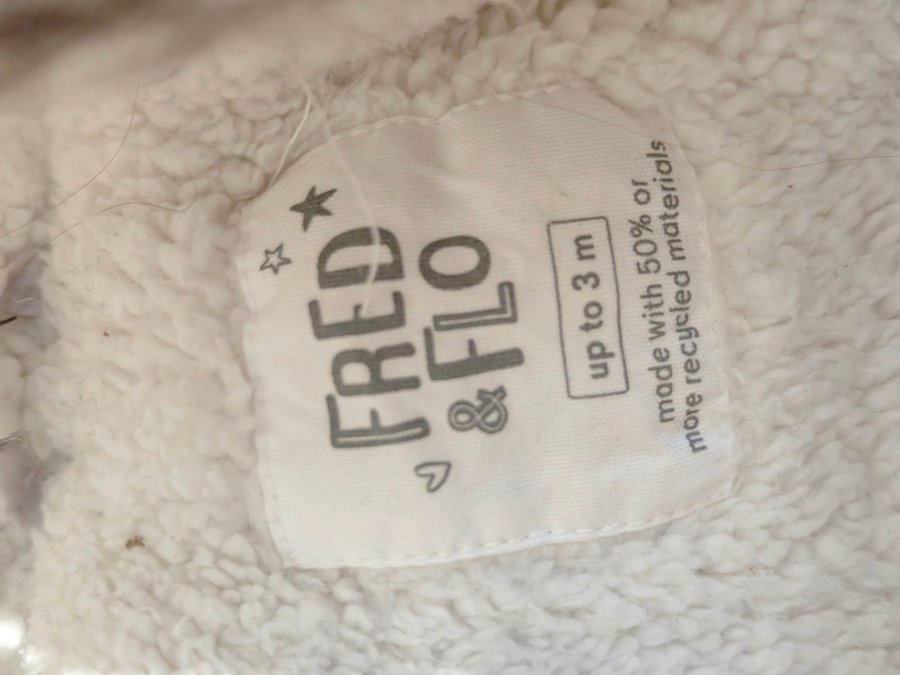 FRED
& FLO
up to 3 m
made with 50% or
more recycled materials